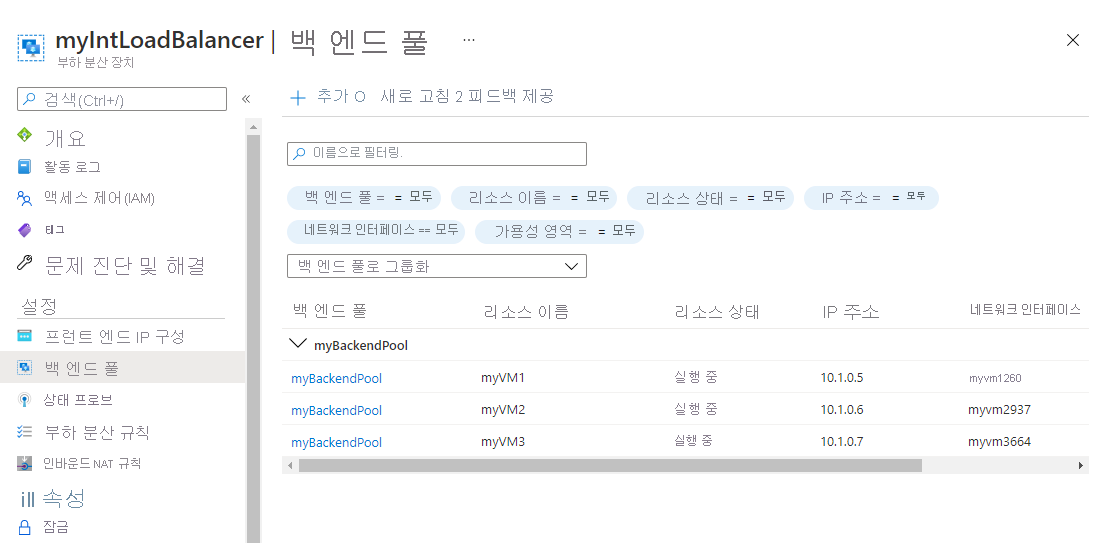 myIntLoadBalancer | 백 엔드 풀 ...
부하 분산 장치
검색(Ctrl+/) «
개요
활동 로그
액세스 제어(IAM)
태그
문제 진단 및 해결
설정
프런트 엔드 IP 구성
백 엔드 풀
상태 프로브
부하 분산 규칙
인바운드 NAT 규칙
ill 속성
잠금
+ 추가 O 새로 고침 2 피드백 제공
이름으로 필터링.
백 엔드 풀 = = 모두 리소스 이름 = = 모두 리소스 상태 = = 모두 IP 주소 = = 모두
네트워크 인터페이스 == 모두 가용성 영역 = = 모두
백 엔드 풀로 그룹화
백 엔드 풀 리소스 이름 리소스 상태 IP 주소 네트워크 인터페이스
myBackendPool
myBackendPool myVM1 실행 중 10.1.0.5 myvm1260
myBackendPool myVM2 실행 중 10.1.0.6 myvm2937
myBackendPool myVM3 실행 중 10.1.0.7 myvm3664